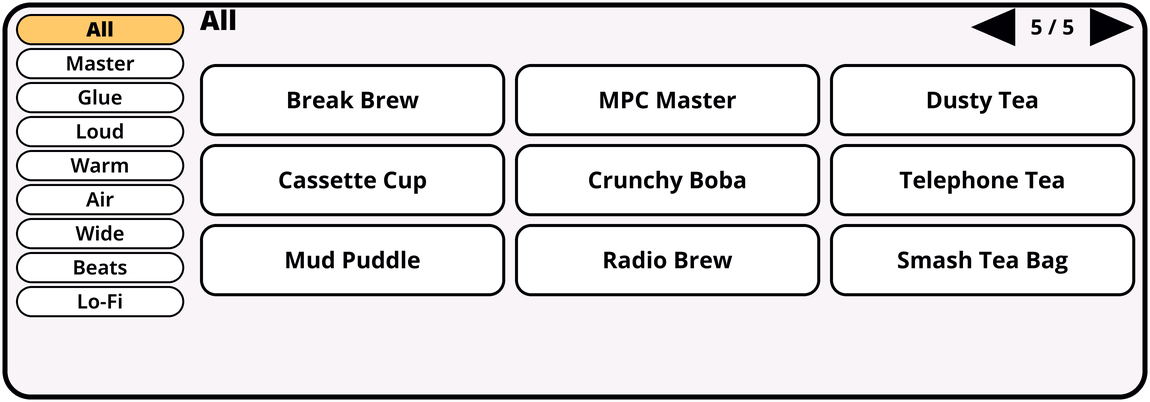 All
Master
Glue
Loud
Warm
Air
Wide
Beats
Lo-Fi
All
5 / 5
Break Brew
MPC Master
Dusty Tea
Cassette Cup
Crunchy Boba
Telephone Tea
Mud Puddle
Radio Brew
Smash Tea Bag